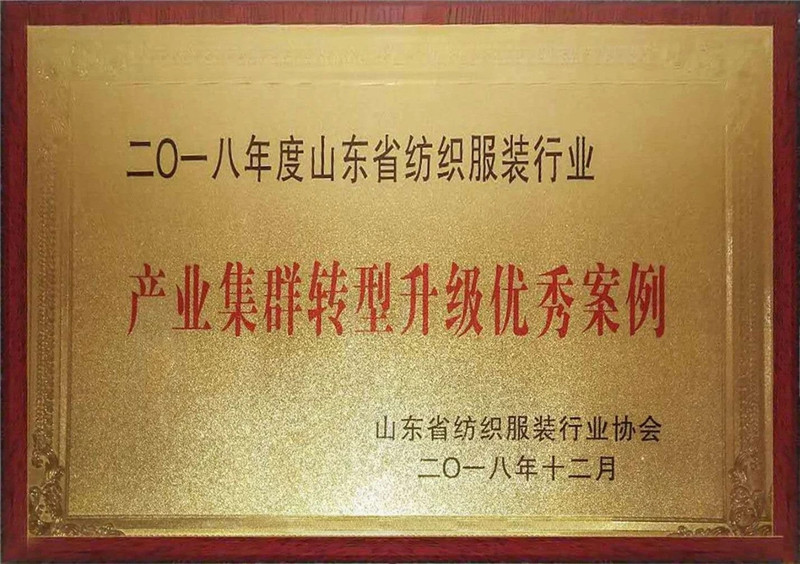 二〇一八年度山东省纺织服装行业
产业集群转型升级优秀案例
山东省纺织服装行业协会
二〇一八年十二月